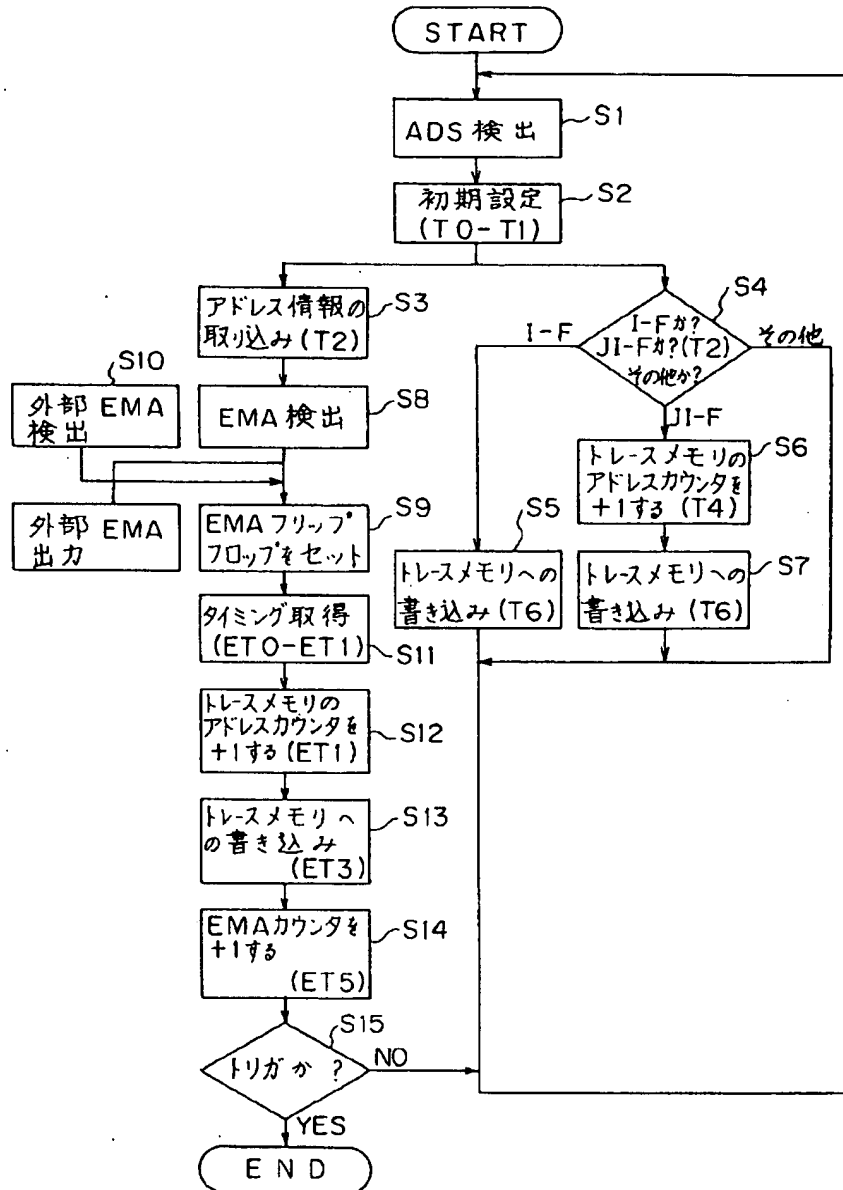 START
ADS検出
S1
初期設定
(T0-T1)
S2
アドレス情報の
取り込み(T2)
S3
I-Fか?
JI-Fか?(T2)
その他か?
S4
I-F
その他
JI-F
S10
外部EMA
検出
EMA検出
S8
トレースメモリの
アドレスカウンタを
+1する(T4)
S6
外部EMA
出力
EMAフリップ
フロップをセット
S9
トレースメモリへの
書き込み(T6)
S5
トレースメモリへの
書き込み(T6)
S7
タイミング取得
(ET0-ET1)
S11
トレースメモリの
アドレスカウンタを
+1する(ET1)
S12
トレースメモリへ
の書き込み
(ET3)
S13
EMAカウンタを
+1する
(ET5)
S14
トリガか?
S15
NO
YES
END